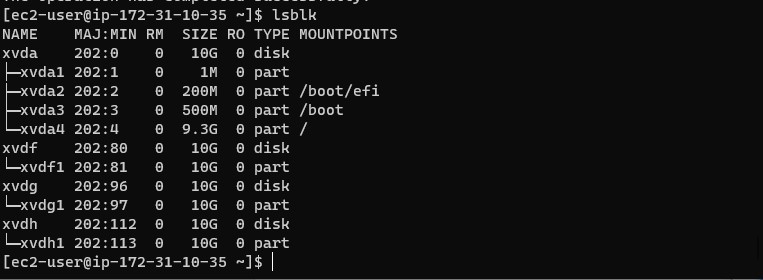 [ec2-user@ip-172-31-10-35 ~]$ lsblk
NAME    MAJ:MIN RM  SIZE RO TYPE MOUNTPOINTS
xvda    202:0    0   10G  0 disk
├─xvda1 202:1    0    1M  0 part
├─xvda2 202:2    0  200M  0 part /boot/efi
├─xvda3 202:3    0  500M  0 part /boot
└─xvda4 202:4    0  9.3G  0 part /
xvdf    202:80   0   10G  0 disk
└─xvdf1 202:81   0   10G  0 part
xvdg    202:96   0   10G  0 disk
└─xvdg1 202:97   0   10G  0 part
xvdh    202:112  0   10G  0 disk
└─xvdh1 202:113  0   10G  0 part
[ec2-user@ip-172-31-10-35 ~]$